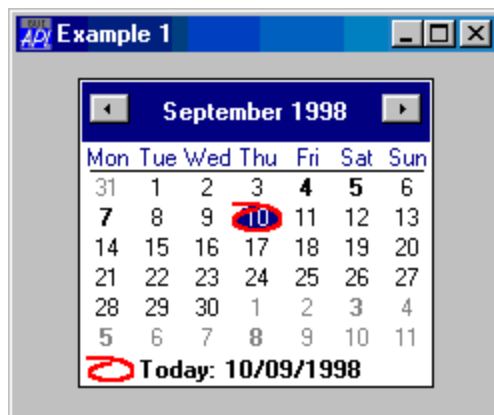 GUI
API Example 1
September 1998
Mon Tue Wed Thu Fri Sat Sun
31 1 2 3 4 5 6
7 8 9 10 11 12 13
14 15 16 17 18 19 20
21 22 23 24 25 26 27
28 29 30 1 2 3 4
5 6 7 8 9 10 11
Today: 10/09/1998